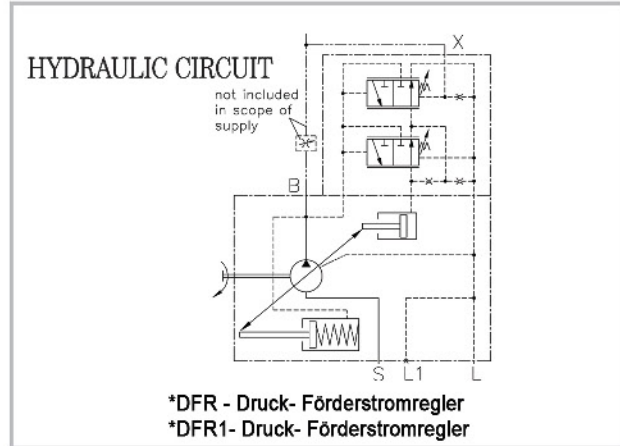 HYDRAULIC CIRCUIT
X
not included
in scope of
supply
B
S L1 L
*DFR - Druck- Förderstromregler
*DFR1- Druck- Förderstromregler